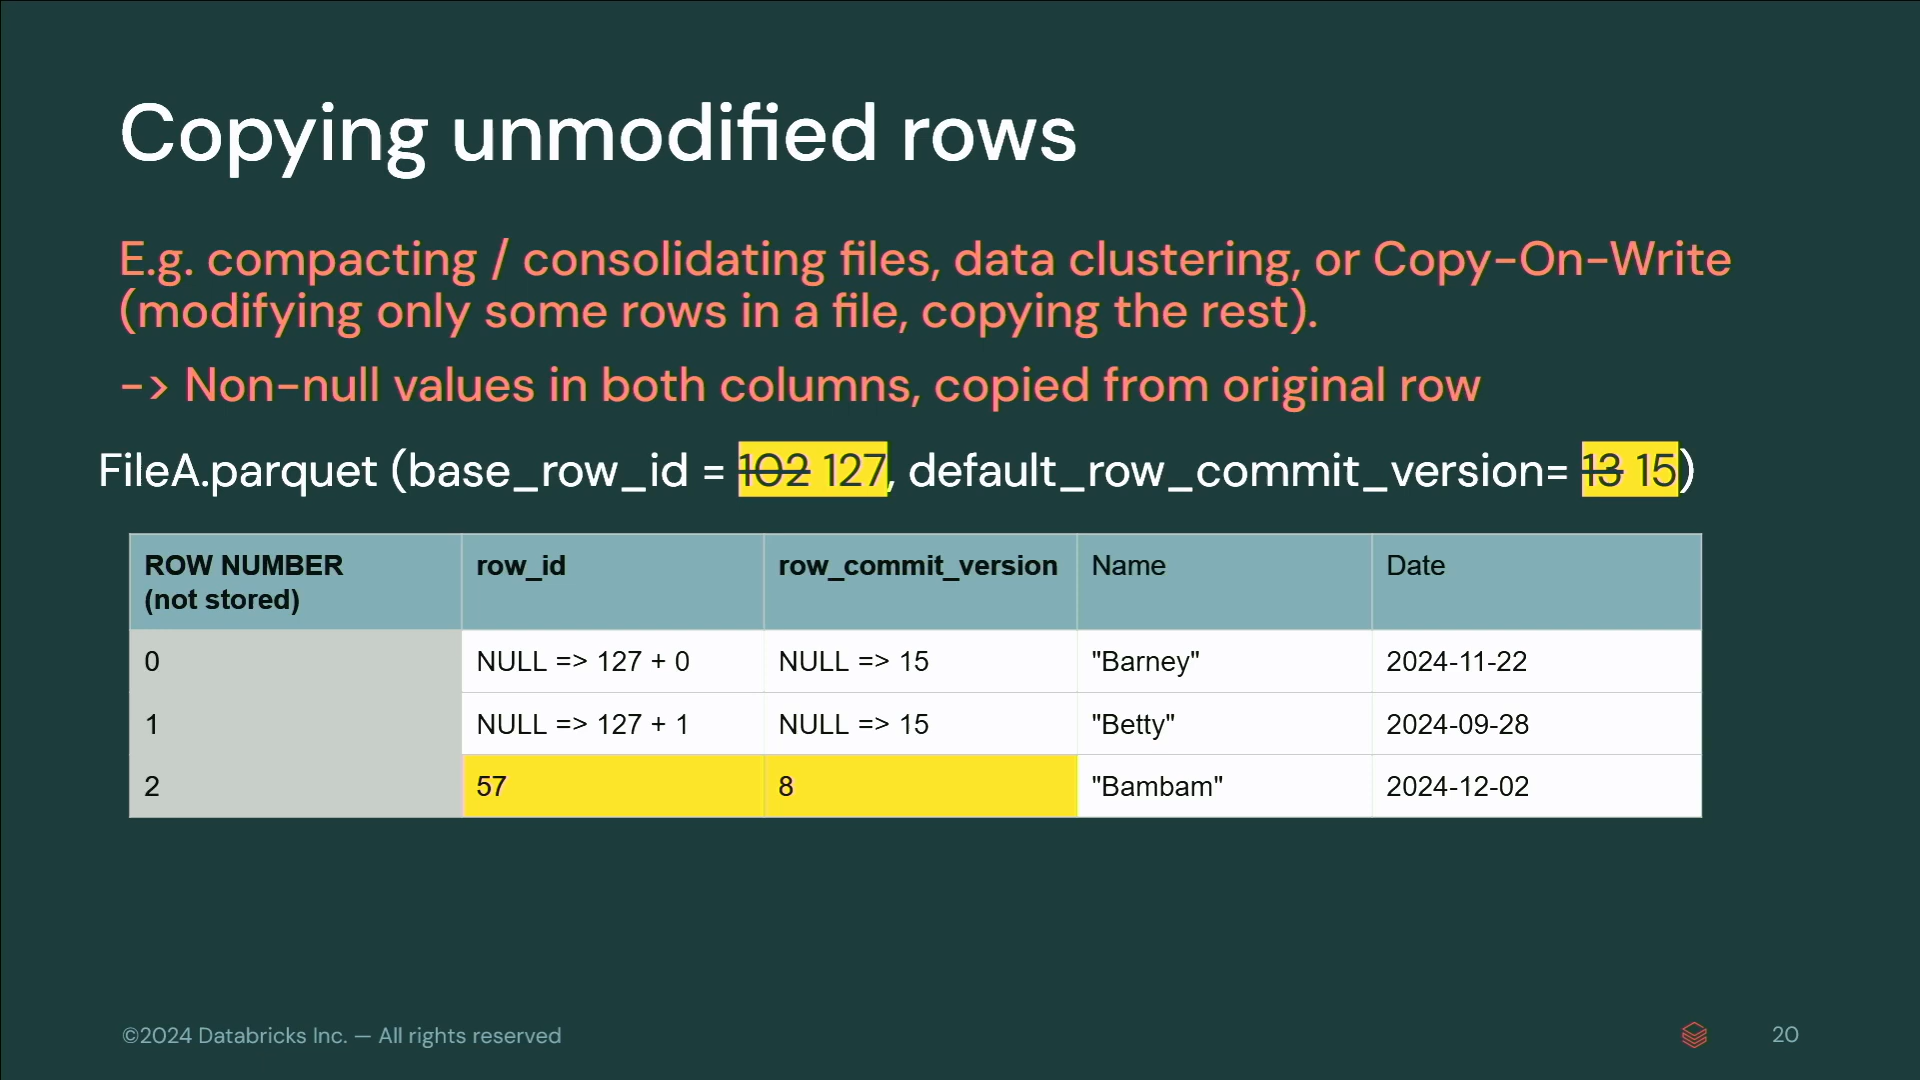 Copying unmodified rows
E.g. compacting / consolidating files, data clustering, or Copy-On-Write
(modifying only some rows in a file, copying the rest).
-> Non-null values in both columns, copied from original row
FileA.parquet (base_row_id = 102 127, default_row_commit_version= 13 15)
ROW NUMBER (not stored) row_id row_commit_version Name Date
0 NULL => 127 + 0 NULL => 15 "Barney" 2024-11-22
1 NULL => 127 + 1 NULL => 15 "Betty" 2024-09-28
2 57 8 "Bambam" 2024-12-02
©2024 Databricks Inc. — All rights reserved 20